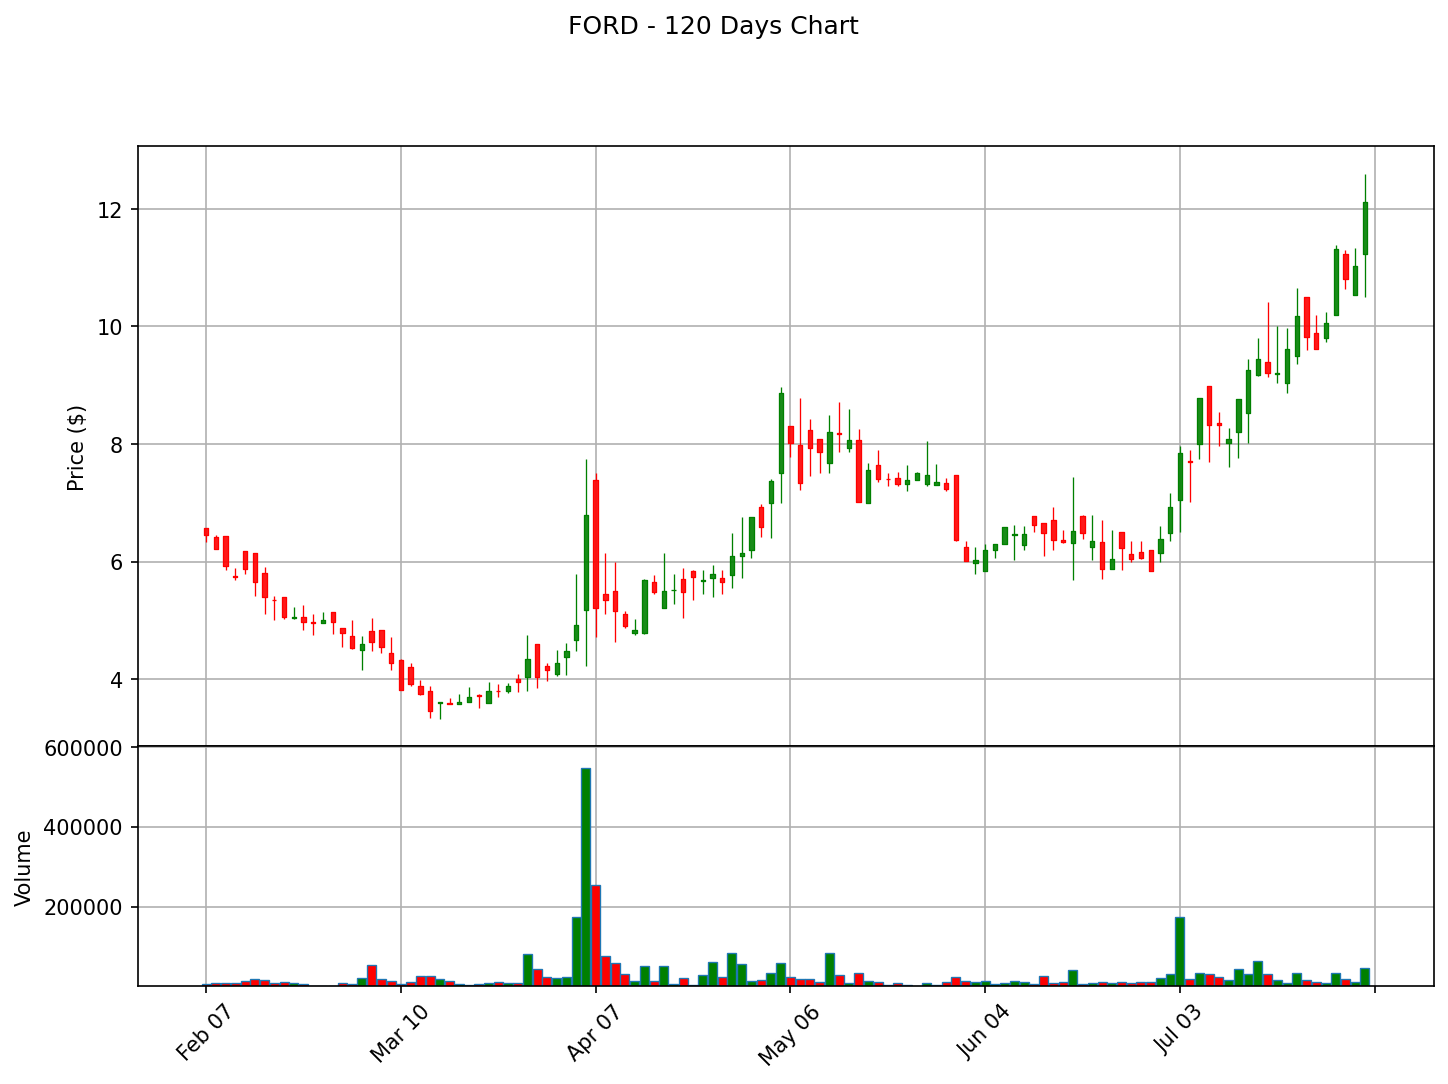 FORD - 120 Days Chart
Price ($)
12
10
8
6
4
Volume
600000
400000
200000
Feb 07
Mar 10
Apr 07
May 06
Jun 04
Jul 03